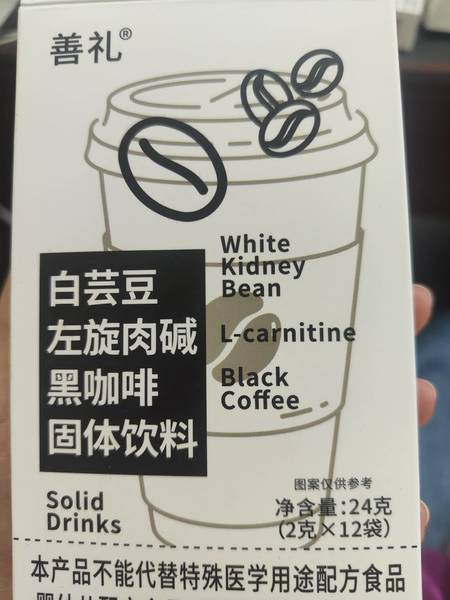 善礼®
白芸豆
左旋肉碱
黑咖啡
固体饮料
White
Kidney
Bean
L-carnitine
Black
Coffee
Solid
Drinks
图案仅供参考
净含量:24克
(2克×12袋)
本产品不能代替特殊医学用途配方食品